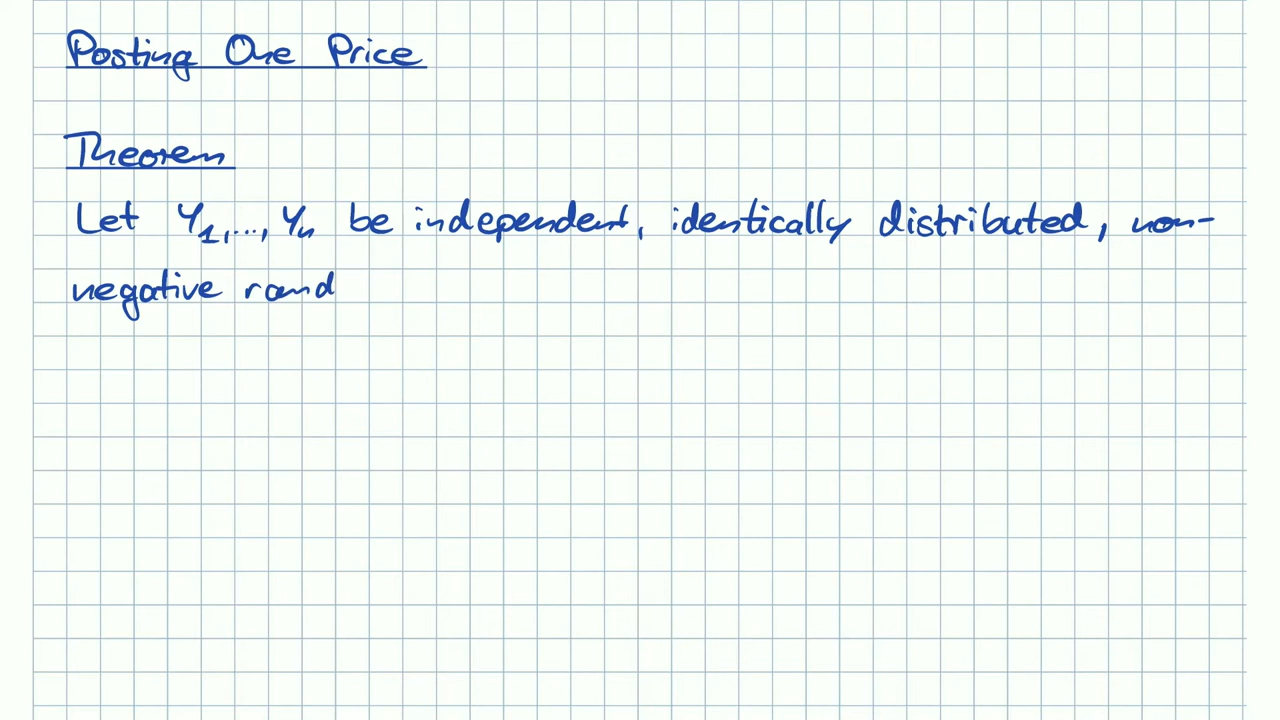 Posting One Price
Theorem
Let Y₁,...,Yₙ be independent, identically distributed, non-
negative rand